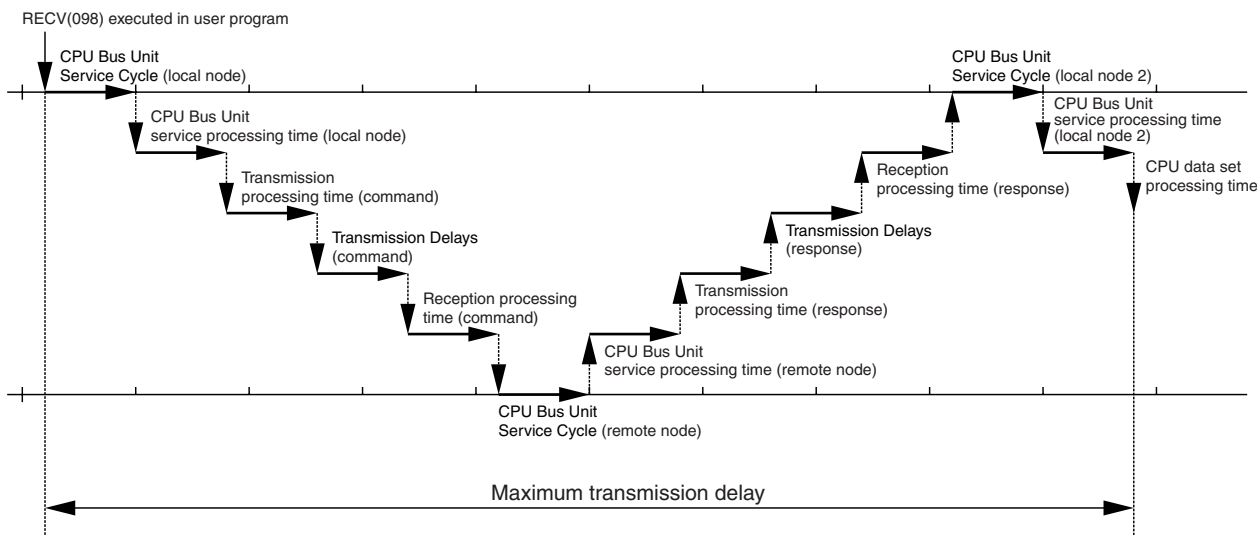 RECV(098) executed in user program
CPU Bus Unit
Service Cycle (local node)
CPU Bus Unit
service processing time (local node)
Transmission
processing time (command)
Transmission Delays
(command)
Reception processing
time (command)
CPU Bus Unit
Service Cycle (remote node)
CPU Bus Unit
service processing time (remote node)
Transmission
processing time (response)
Transmission Delays
(response)
Reception
processing time (response)
CPU Bus Unit
Service Cycle (local node 2)
CPU Bus Unit
service processing time
(local node 2)
CPU data set
processing time
Maximum transmission delay